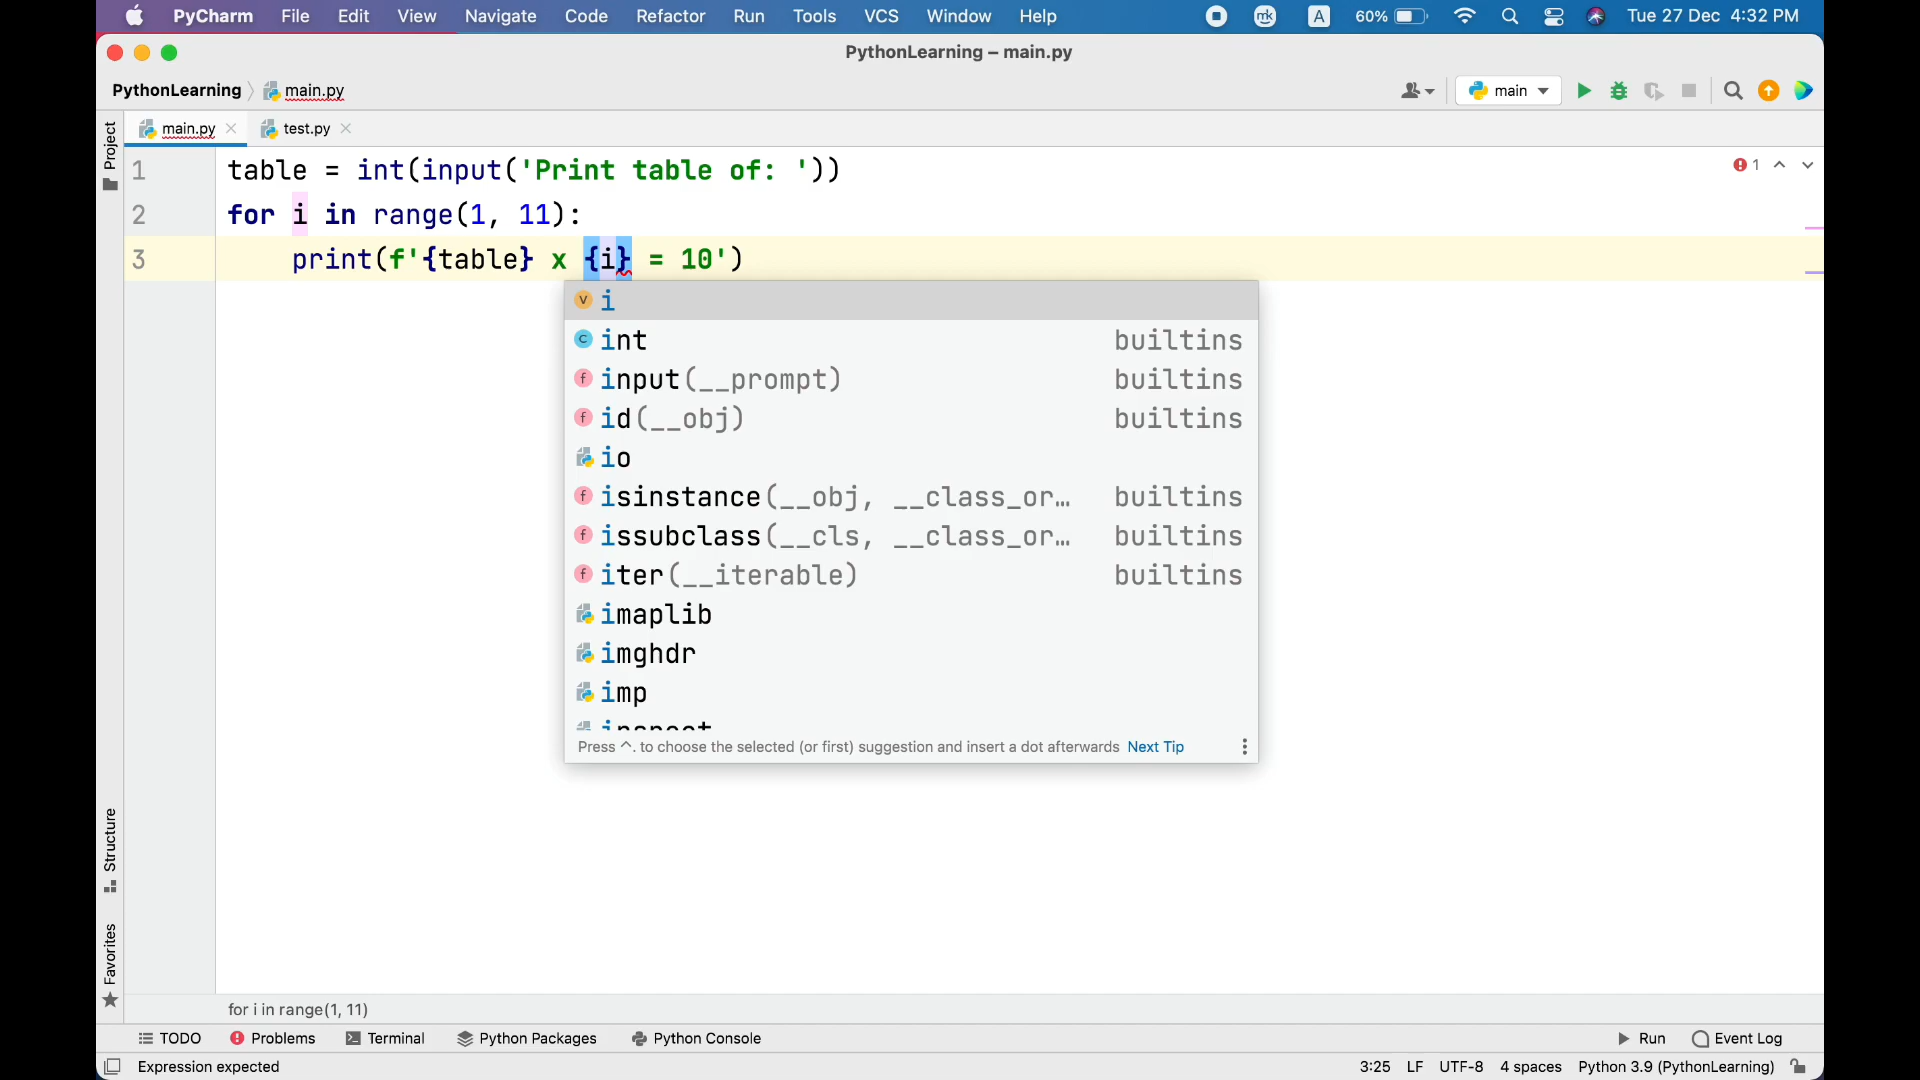 PyCharm File Edit View Navigate Code Refactor Run Tools VCS Window Help mk A 60% Tue 27 Dec 4:32 PM
PythonLearning – main.py
PythonLearning main.py main
main.py test.py
Project
1 table = int(input('Print table of: ')) 1
2 for i in range(1, 11):
3 print(f'{table} x {i} = 10')
i
int builtins
input(__prompt) builtins
id(__obj) builtins
io
isinstance(__obj, __class_or… builtins
issubclass(__cls, __class_or… builtins
iter(__iterable) builtins
imaplib
imghdr
imp
inspect
Press ^. to choose the selected (or first) suggestion and insert a dot afterwards Next Tip
Structure
Favorites
for i in range(1, 11)
TODO Problems Terminal Python Packages Python Console Run Event Log
Expression expected 3:25 LF UTF-8 4 spaces Python 3.9 (PythonLearning)